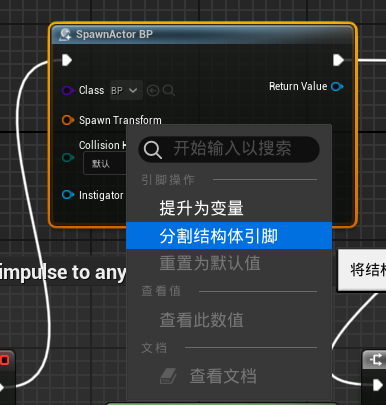 SpawnActor BP
Class BP
Return Value
Spawn Transform
Collision H
默认
Instigator
开始输入以搜索
引脚操作
提升为变量
分割结构体引脚
重置为默认值
将结
impulse to any
查看值
查看此数值
文档
查看文档